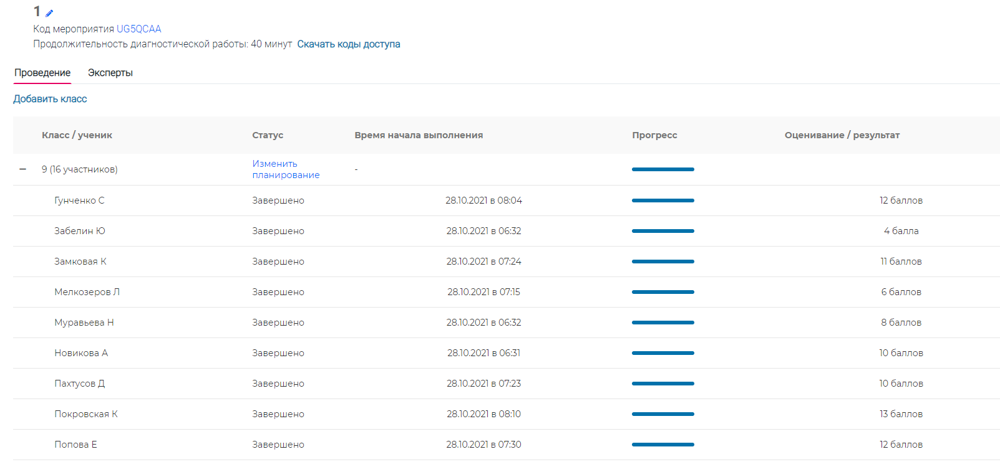 1
Код мероприятия UG5QCAA
Продолжительность диагностической работы: 40 минут Скачать коды доступа
Проведение Эксперты
Добавить класс
Класс / ученик Статус Время начала выполнения Прогресс Оценивание / результат
9 (16 участников) Изменить планирование -
Гунченко С Завершено 28.10.2021 в 08:04 12 баллов
Забелин Ю Завершено 28.10.2021 в 06:32 4 балла
Замковая К Завершено 28.10.2021 в 07:24 11 баллов
Мелкозеров Л Завершено 28.10.2021 в 07:15 6 баллов
Муравьева Н Завершено 28.10.2021 в 06:32 8 баллов
Новикова А Завершено 28.10.2021 в 06:31 10 баллов
Пахтусов Д Завершено 28.10.2021 в 07:23 10 баллов
Покровская К Завершено 28.10.2021 в 08:10 13 баллов
Попова Е Завершено 28.10.2021 в 07:30 12 баллов